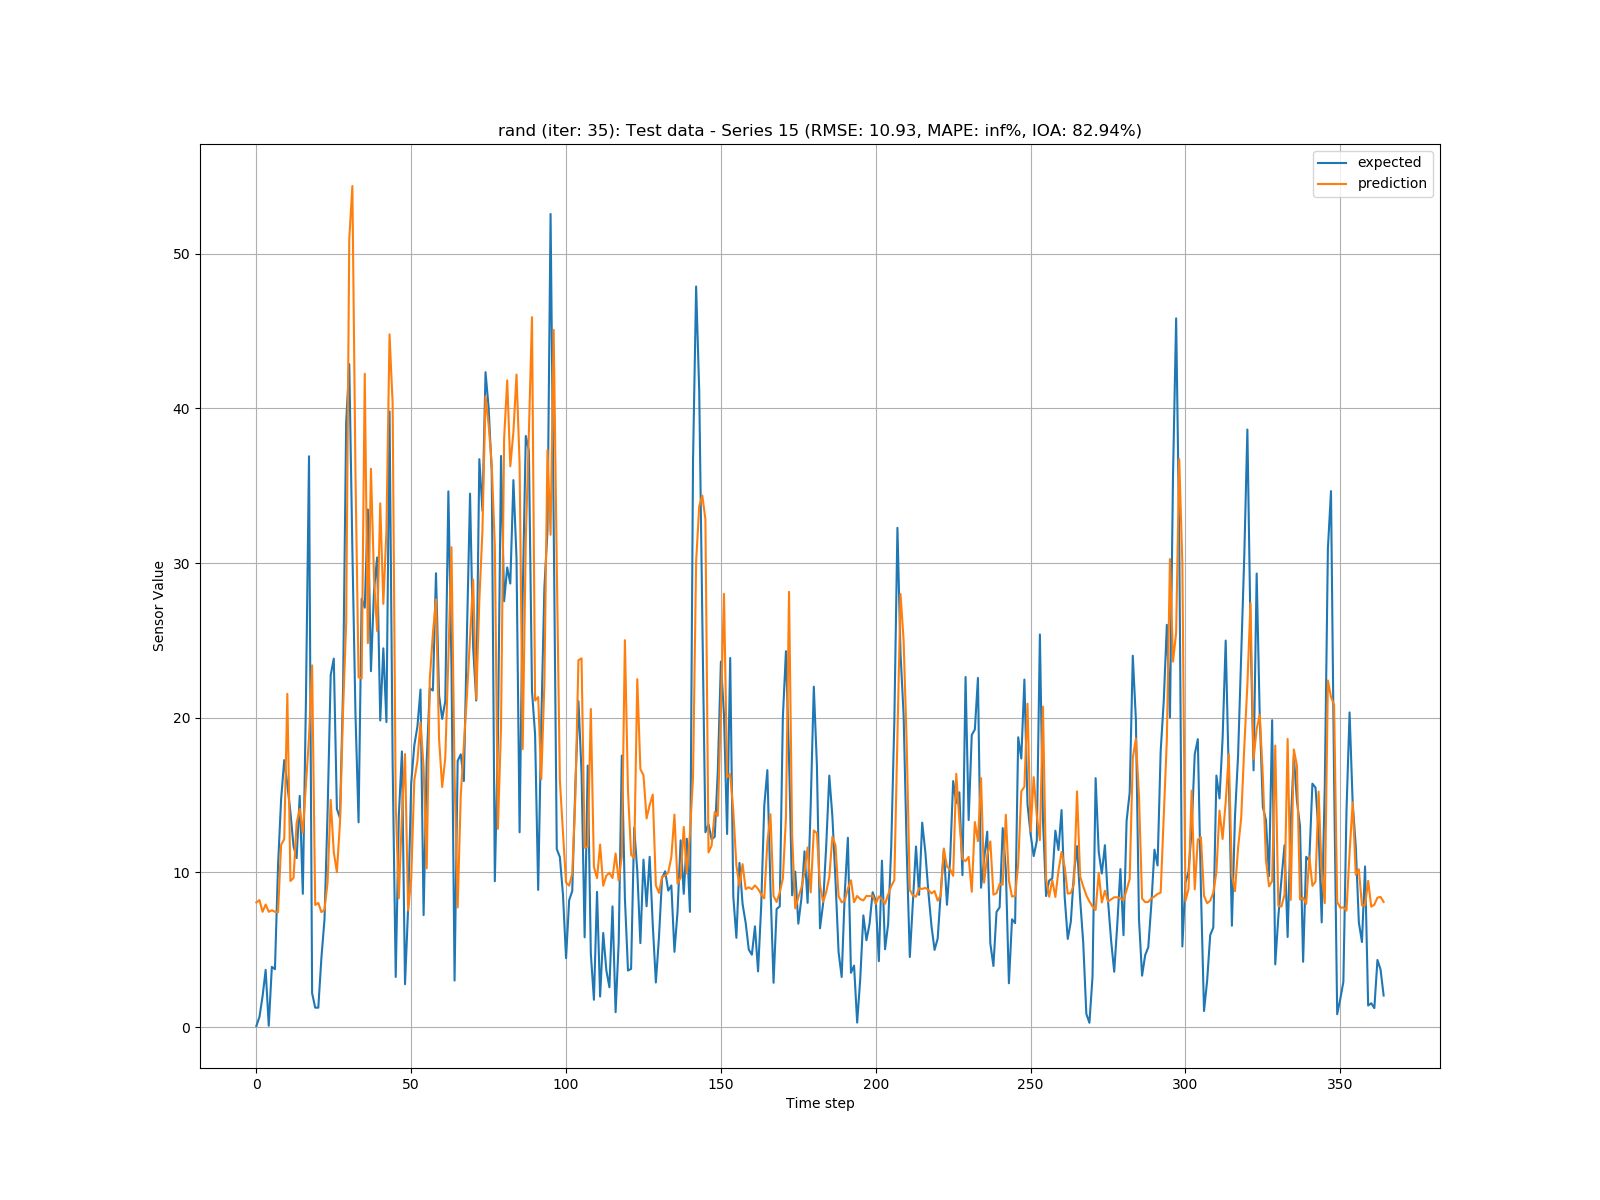 rand (iter: 35): Test data - Series 15 (RMSE: 10.93, MAPE: inf%, IOA: 82.94%)
expected
prediction
50
40
30
20
10
0
Sensor Value
0 50 100 150 200 250 300 350
Time step